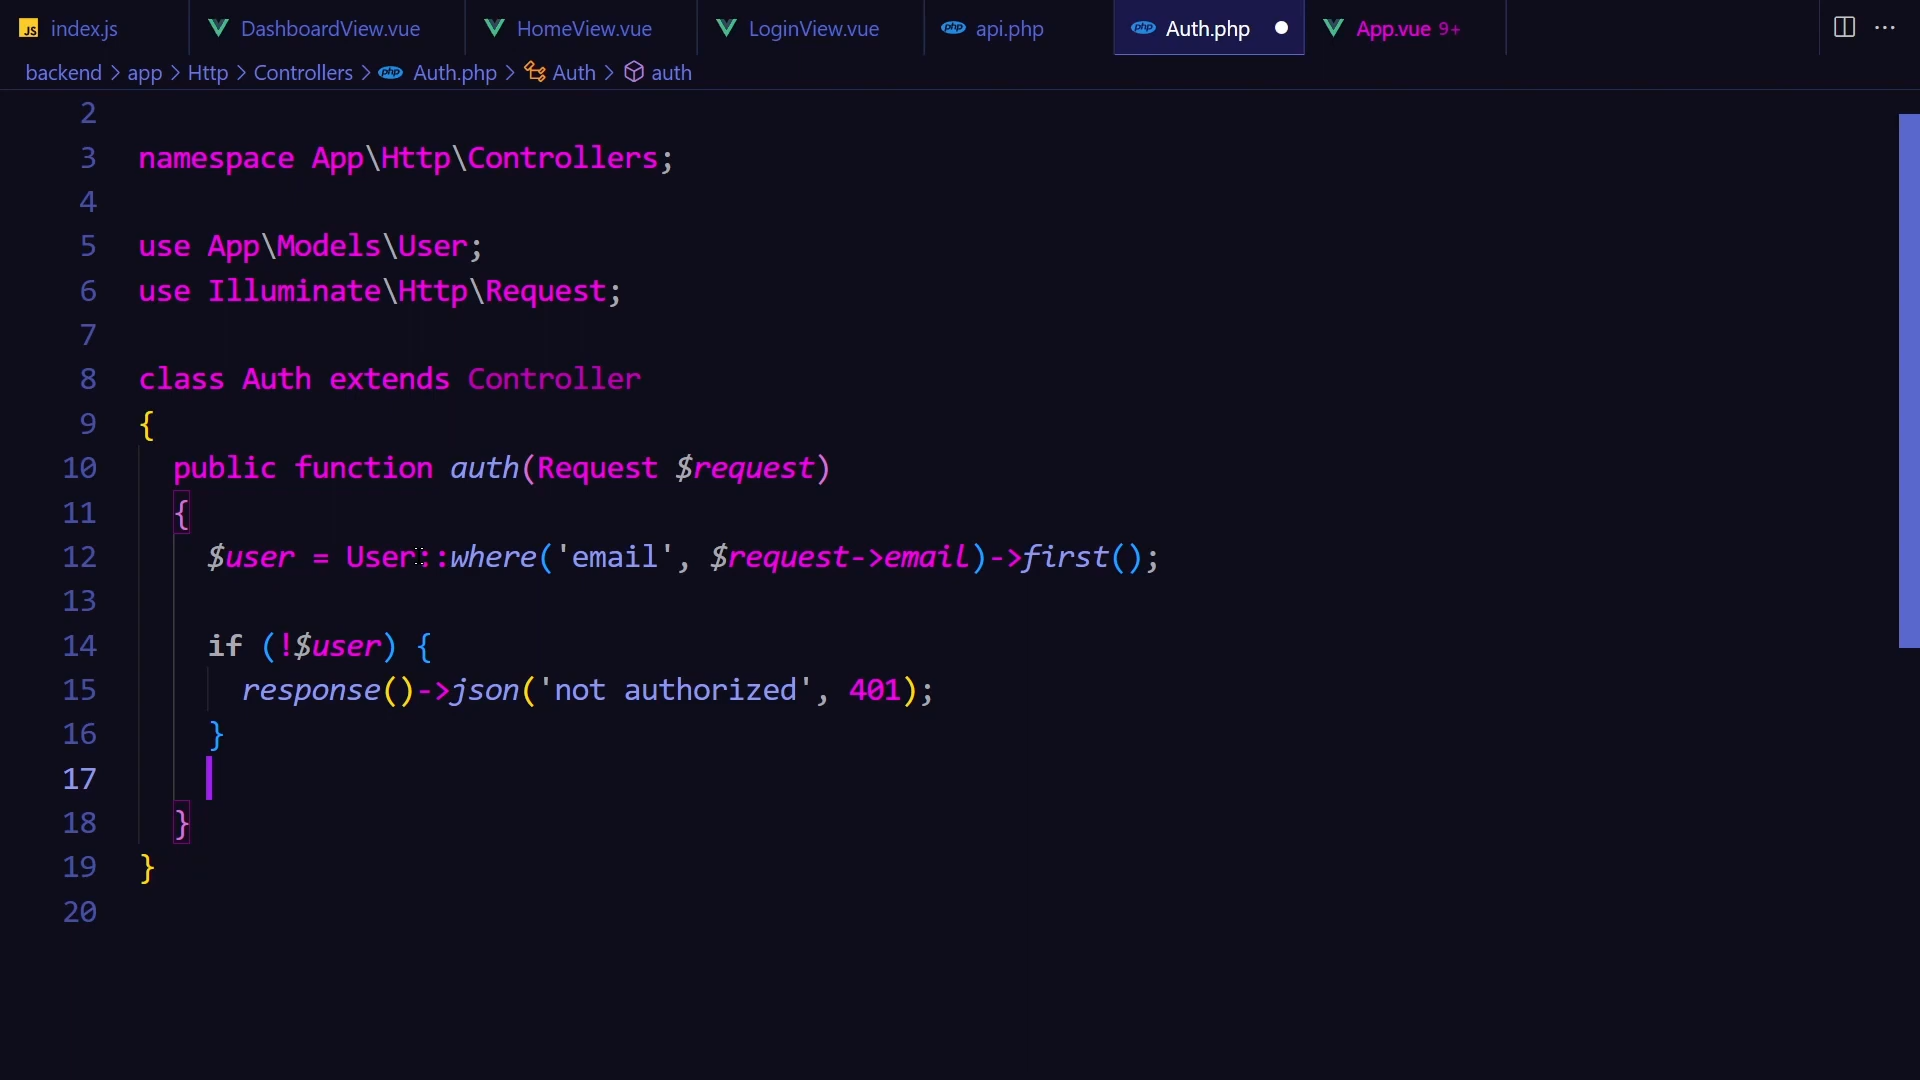 JS index.js DashboardView.vue HomeView.vue LoginView.vue php api.php php Auth.php App.vue 9+
backend > app > Http > Controllers > php Auth.php > Auth > auth
2
3 namespace App\Http\Controllers;
4
5 use App\Models\User;
6 use Illuminate\Http\Request;
7
8 class Auth extends Controller
9 {
10 public function auth(Request $request)
11 {
12 $user = User::where('email', $request->email)->first();
13
14 if (!$user) {
15 response()->json('not authorized', 401);
16 }
17
18 }
19 }
20